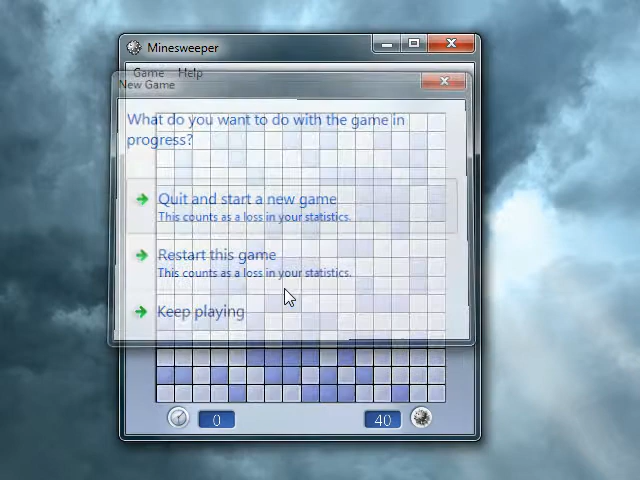 Minesweeper
Game Help
New Game
What do you want to do with the game in
progress?
Quit and start a new game
This counts as a loss in your statistics.
Restart this game
This counts as a loss in your statistics.
Keep playing
0 40